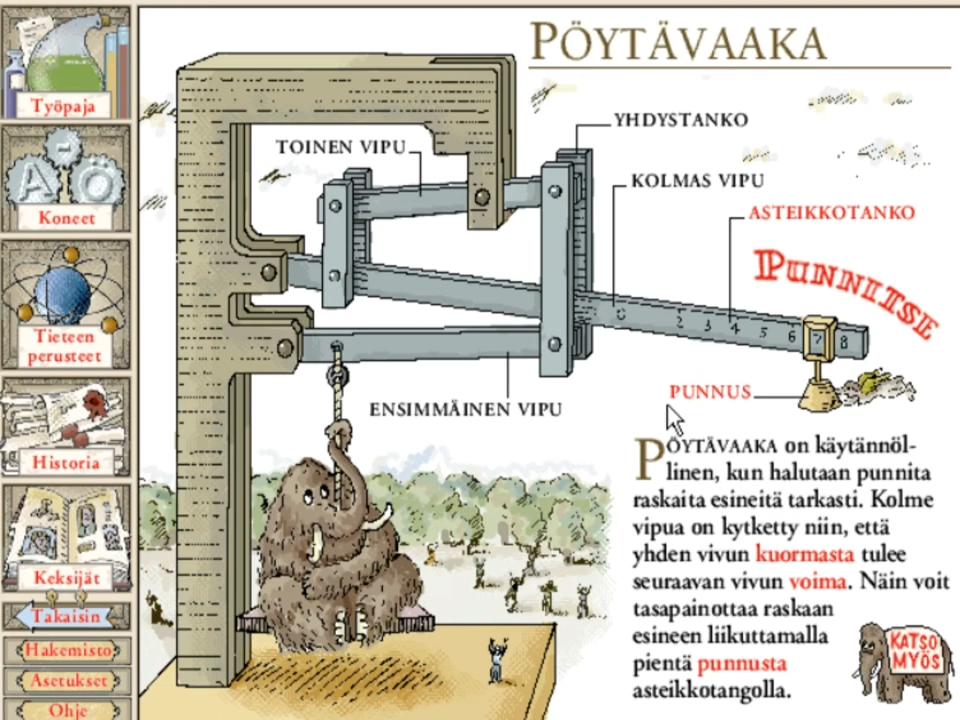 Työpaja
Koneet
Tieteen
perusteet
Historia
Keksijät
Takaisin
Hakemisto
Asetukset
Ohje
PÖYTÄVAAKA
TOINEN VIPU
YHDYSTANKO
KOLMAS VIPU
ASTEIKKOTANKO
PUNNITSE
0 2 3 4 5 6 7 8
PUNNUS
ENSIMMÄINEN VIPU
PÖYTÄVAAKA on käytännöl-
linen, kun halutaan punnita
raskaita esineitä tarkasti. Kolme
vipua on kytketty niin, että
yhden vivun kuormasta tulee
seuraavan vivun voima. Näin voit
tasapainottaa raskaan
esineen liikuttamalla
pientä punnusta
asteikkotangolla.
KATSO
MYÖS
A - Ö